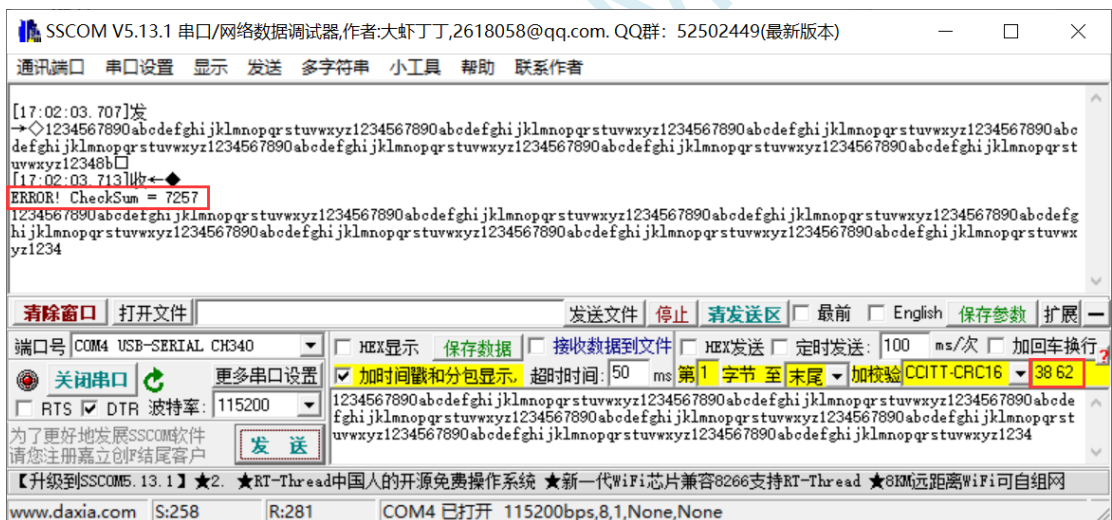 SSCOM V5.13.1 串口/网络数据调试器,作者:大虾丁丁,2618058@qq.com. QQ群: 52502449(最新版本)
通讯端口 串口设置 显示 发送 多字符串 小工具 帮助 联系作者
[17:02:03.707]发
→◇1234567890abcdefghijklmnopqrstuvwxyz1234567890abcdefghijklmnopqrstuvwxyz1234567890abcdefghijklmnopqrstuvwxyz1234567890abc
defghijklmnopqrstuvwxyz1234567890abcdefghijklmnopqrstuvwxyz1234567890abcdefghijklmnopqrstuvwxyz1234567890abcdefghijklmnopqrst
uvwxyz12348b□
[17:02:03.713]收←◆
ERROR! CheckSum = 7257
1234567890abcdefghijklmnopqrstuvwxyz1234567890abcdefghijklmnopqrstuvwxyz1234567890abcdefghijklmnopqrstuvwxyz1234567890abcdefg
hijklmnopqrstuvwxyz1234567890abcdefghijklmnopqrstuvwxyz1234567890abcdefghijklmnopqrstuvwxyz1234567890abcdefghijklmnopqrstuvwx
yz1234
清除窗口 打开文件 发送文件 停止 清发送区 最前 English 保存参数 扩展 —
端口号 COM4 USB-SERIAL CH340 HEX显示 保存数据 接收数据到文件 HEX发送 定时发送: 100 ms/次 加回车换行
关闭串口 更多串口设置 加时间戳和分包显示, 超时时间: 50 ms 第1 字节 至 末尾 加校验 CCITT-CRC16 38 62
RTS DTR 波特率: 115200
1234567890abcdefghijklmnopqrstuvwxyz1234567890abcdefghijklmnopqrstuvwxyz1234567890abcde
fghijklmnopqrstuvwxyz1234567890abcdefghijklmnopqrstuvwxyz1234567890abcdefghijklmnopqrst
uvwxyz1234567890abcdefghijklmnopqrstuvwxyz1234567890abcdefghijklmnopqrstuvwxyz1234
为了更好地发展SSCOM软件
请您注册嘉立创F结尾客户
发 送
【升级到SSCOM5.13.1】★2. ★RT-Thread中国人的开源免费操作系统 ★新一代WiFi芯片兼容8266支持RT-Thread ★8KM远距离WiFi可自组网
www.daxia.com S:258 R:281 COM4 已打开 115200bps,8,1,None,None